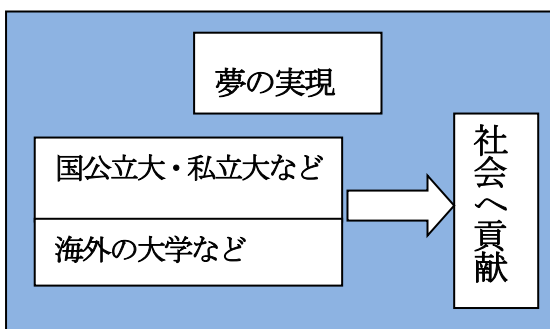 夢の実現
国公立大・私立大など
海外の大学など
社会へ貢献